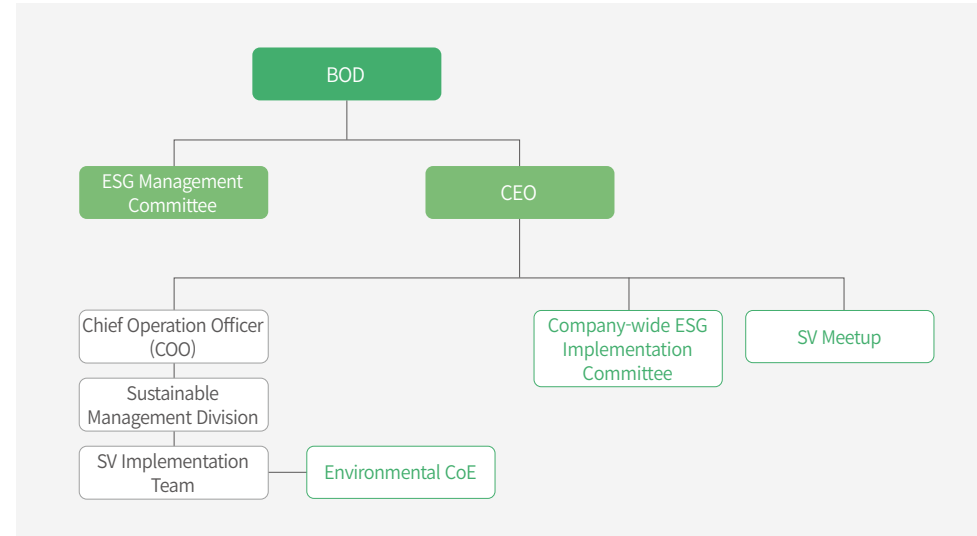 BOD
ESG Management
Committee
CEO
Chief Operation Officer
(COO)
Company-wide ESG
Implementation
Committee
SV Meetup
Sustainable
Management Division
SV Implementation
Team
Environmental CoE